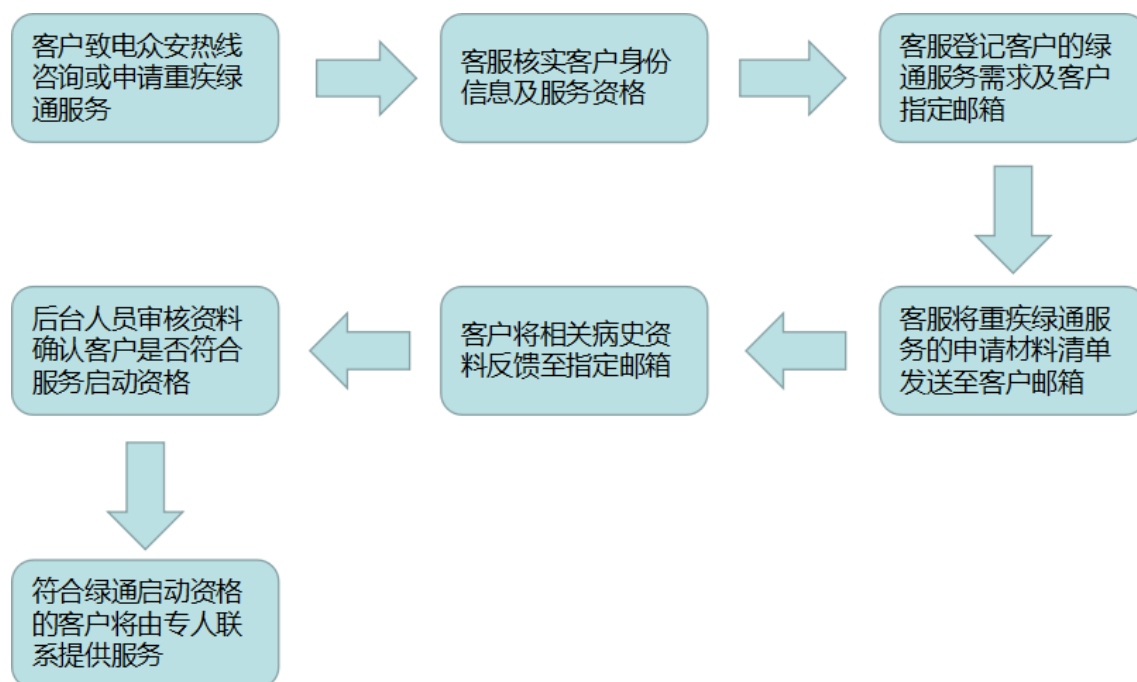 客户致电众安热线
咨询或申请重疾绿
通服务
客服核实客户身份
信息及服务资格
客服登记客户的绿
通服务需求及客户
指定邮箱
客服将重疾绿通服
务的申请材料清单
发送至客户邮箱
客户将相关病史资
料反馈至指定邮箱
后台人员审核资料
确认客户是否符合
服务启动资格
符合绿通启动资格
的客户将由专人联
系提供服务